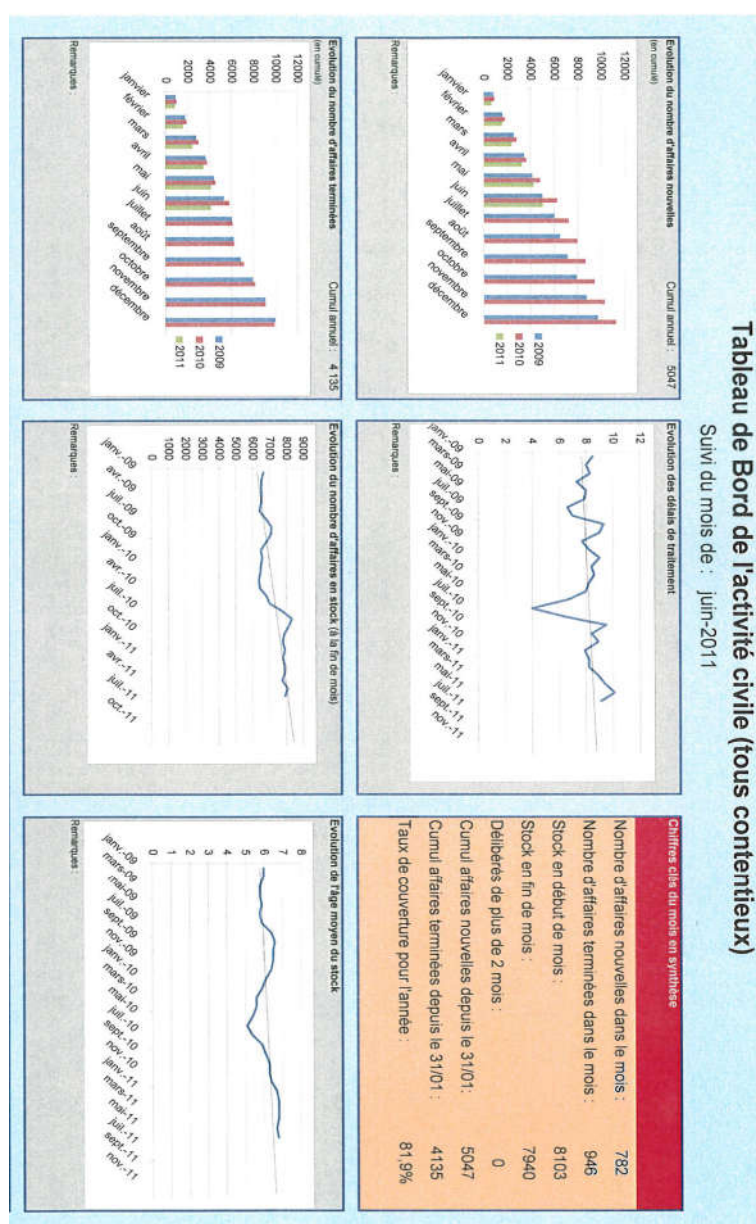 Tableau de Bord de l'activité civile (tous contentieux)
Suivi du mois de : juin-2011
Evolution du nombre d'affaires nouvelles
(en cumulé)
Cumul annuel : 5047
12000
10000
8000
6000
4000
2000
0
janvier
février
mars
avril
mai
juin
juillet
août
septembre
octobre
novembre
décembre
2009
2010
2011
Remarques :
Evolution des délais de traitement
12
10
8
6
4
2
0
janv.-09
mars-09
mai-09
juil.-09
sept.-09
nov.-09
janv.-10
mars-10
mai-10
juil.-10
sept.-10
nov.-10
janv.-11
mars-11
mai-11
juil.-11
sept.-11
nov.-11
Remarques :
Chiffres clés du mois en synthèse
Nombre d'affaires nouvelles dans le mois : 782
Nombre d'affaires terminées dans le mois : 946
Stock en début de mois : 8103
Stock en fin de mois : 7940
Délibérés de plus de 2 mois : 0
Cumul affaires nouvelles depuis le 31/01: 5047
Cumul affaires terminées depuis le 31/01 : 4135
Taux de couverture pour l'année : 81,9%
Evolution du nombre d'affaires terminées
(en cumulé)
Cumul annuel : 4 135
12000
10000
8000
6000
4000
2000
0
janvier
février
mars
avril
mai
juin
juillet
août
septembre
octobre
novembre
décembre
2009
2010
2011
Remarques :
Evolution du nombre d'affaires en stock (à la fin de mois)
9000
8000
7000
6000
5000
4000
3000
2000
1000
0
janv.-09
avr.-09
juil.-09
oct.-09
janv.-10
avr.-10
juil.-10
oct.-10
janv.-11
avr.-11
juil.-11
oct.-11
Remarques :
Evolution de l'âge moyen du stock
8
7
6
5
4
3
2
1
0
janv.-09
mars-09
mai-09
juil.-09
sept.-09
nov.-09
janv.-10
mars-10
mai-10
juil.-10
sept.-10
nov.-10
janv.-11
mars-11
mai-11
juil.-11
sept.-11
nov.-11
Remarques :